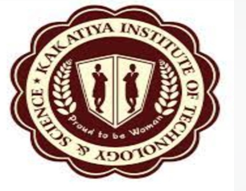 KAKATIYA INSTITUTE OF TECHNOLOGY & SCIENCE *
Proud to be Woman